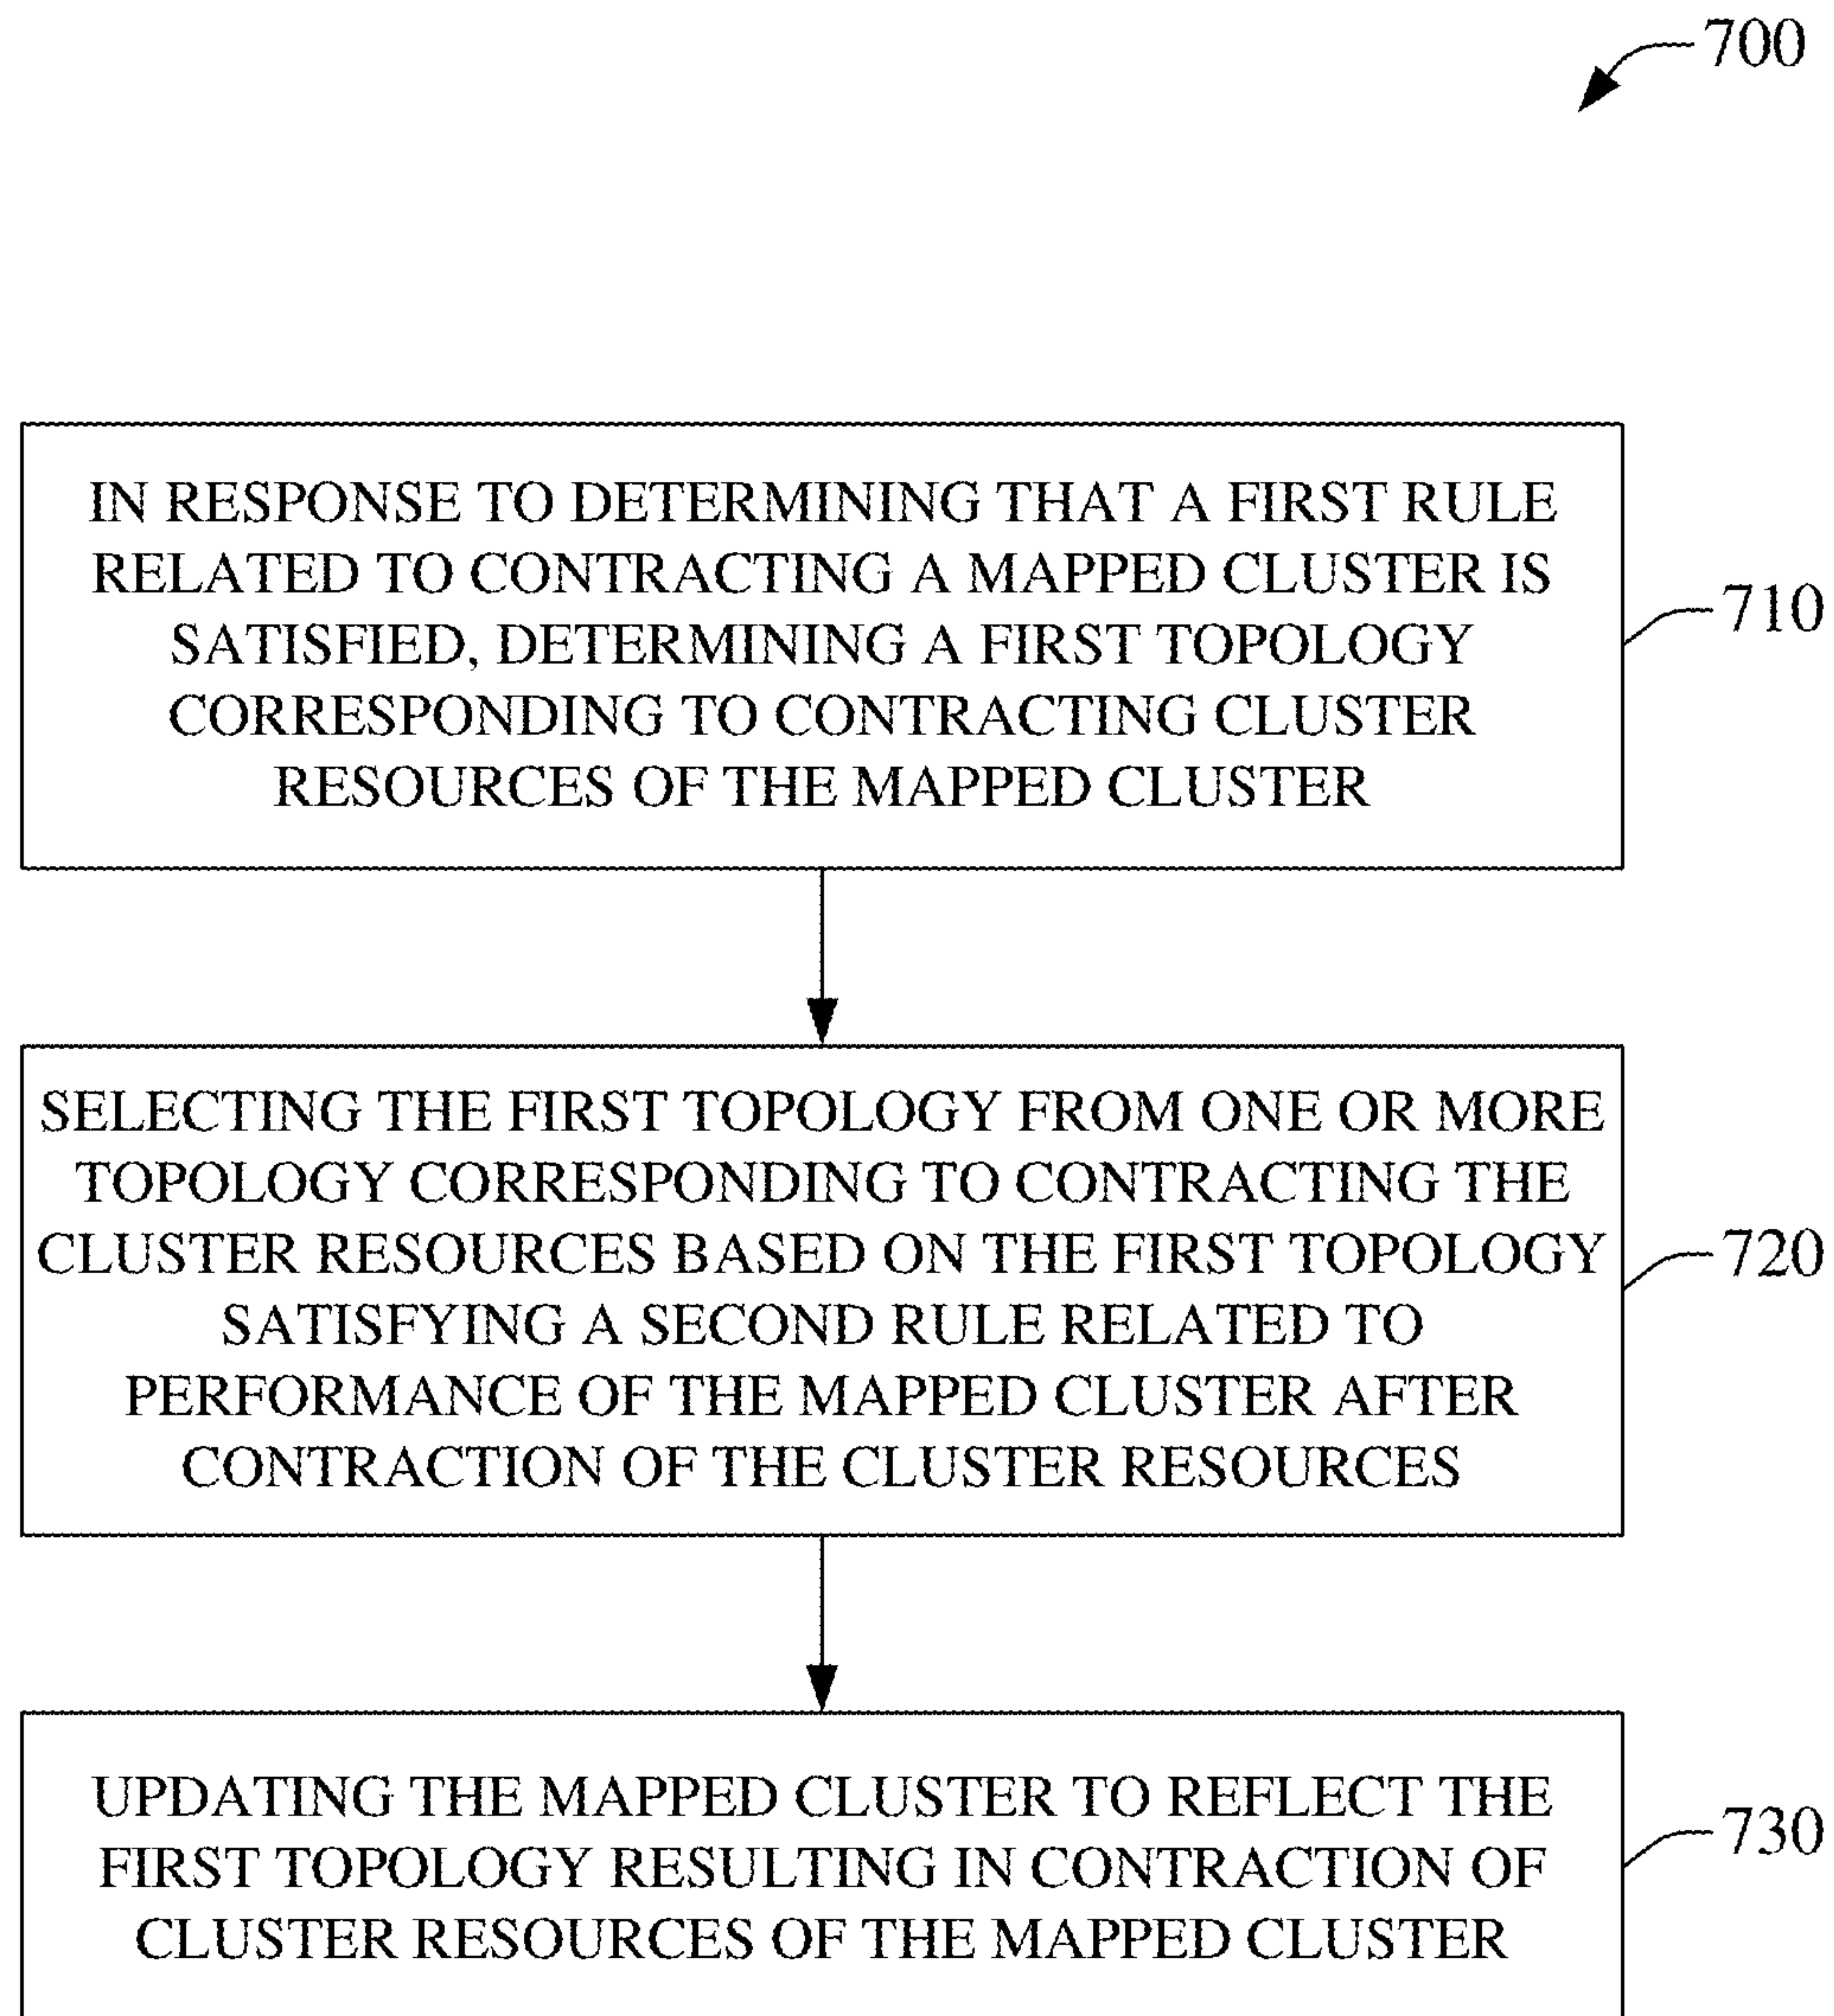 700
IN RESPONSE TO DETERMINING THAT A FIRST RULE
RELATED TO CONTRACTING A MAPPED CLUSTER IS
SATISFIED, DETERMINING A FIRST TOPOLOGY
CORRESPONDING TO CONTRACTING CLUSTER
RESOURCES OF THE MAPPED CLUSTER
710
SELECTING THE FIRST TOPOLOGY FROM ONE OR MORE
TOPOLOGY CORRESPONDING TO CONTRACTING THE
CLUSTER RESOURCES BASED ON THE FIRST TOPOLOGY
SATISFYING A SECOND RULE RELATED TO
PERFORMANCE OF THE MAPPED CLUSTER AFTER
CONTRACTION OF THE CLUSTER RESOURCES
720
UPDATING THE MAPPED CLUSTER TO REFLECT THE
FIRST TOPOLOGY RESULTING IN CONTRACTION OF
CLUSTER RESOURCES OF THE MAPPED CLUSTER
730